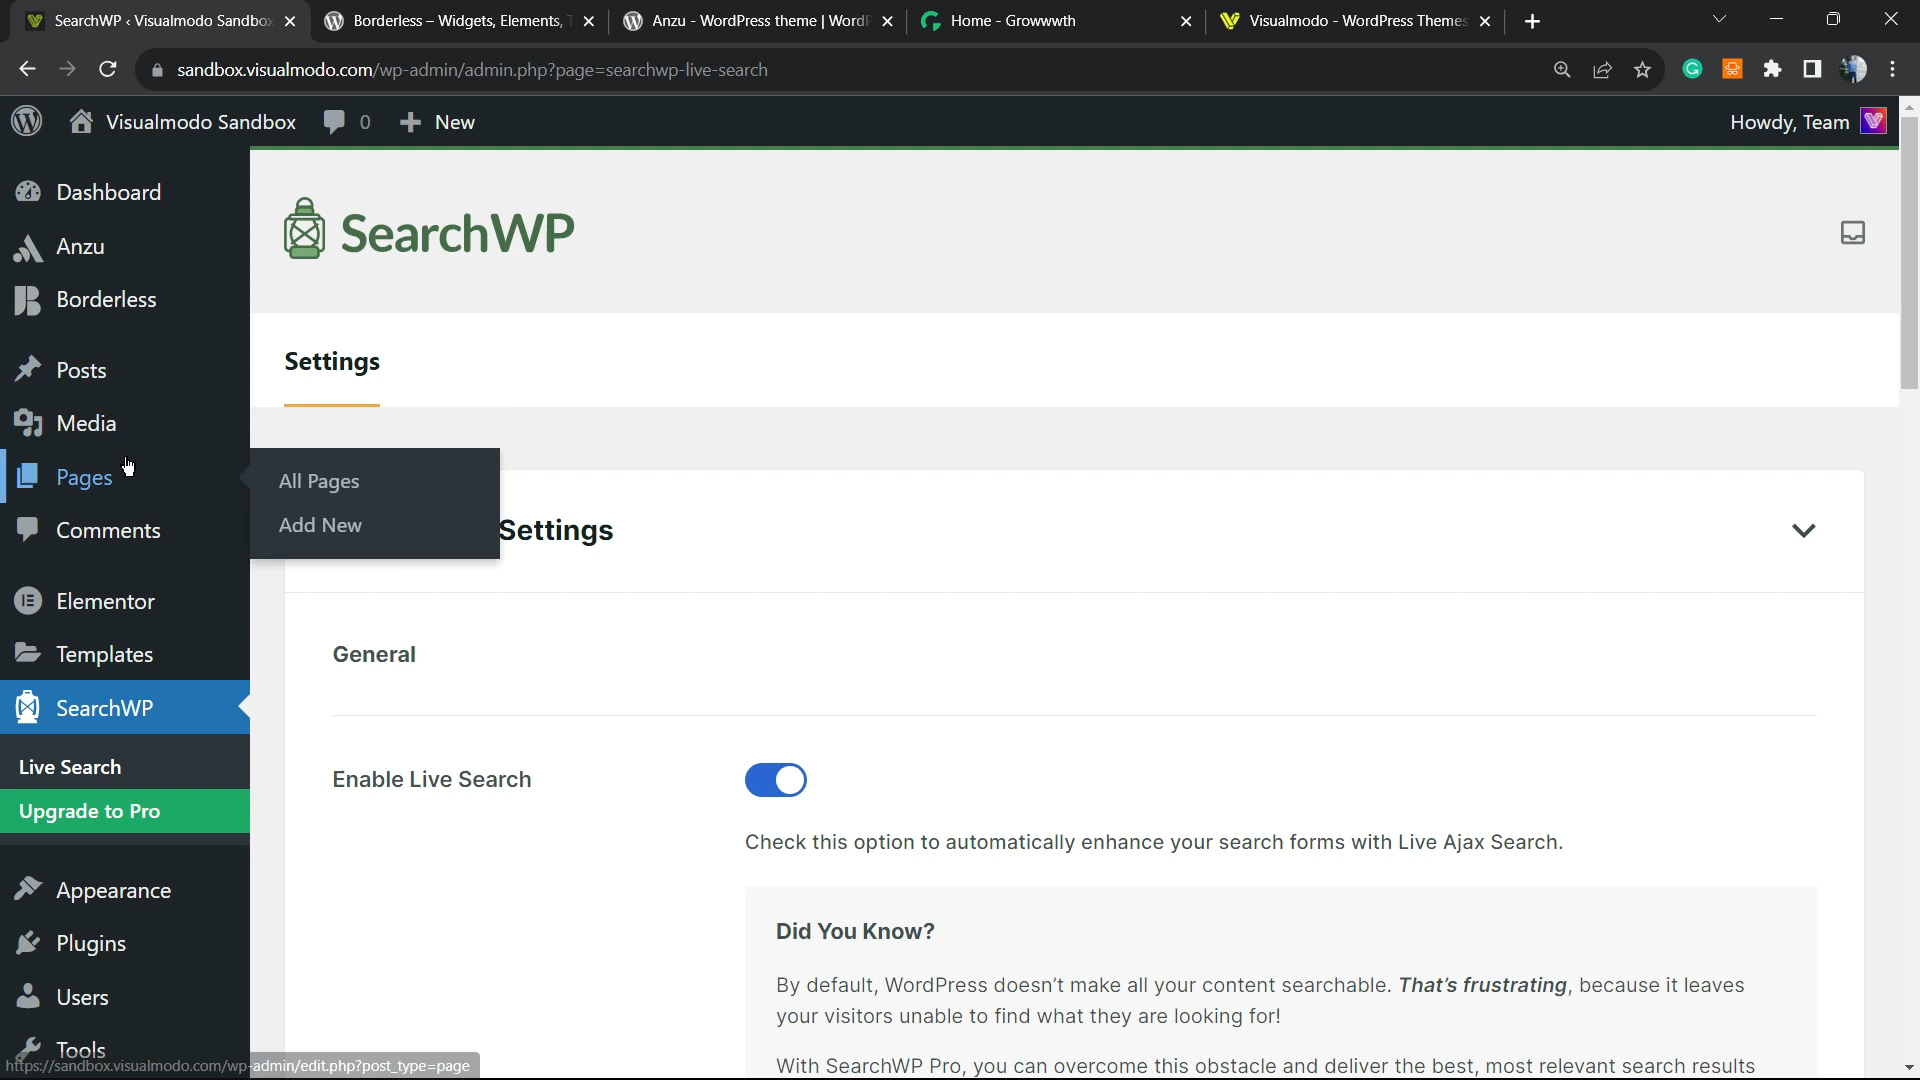 SearchWP ‹ Visualmodo Sandbox
Borderless – Widgets, Elements, T
Anzu - WordPress theme | WordP
Home - Growwwth
Visualmodo - WordPress Themes
sandbox.visualmodo.com/wp-admin/admin.php?page=searchwp-live-search
Visualmodo Sandbox
0
New
Howdy, Team
Dashboard
Anzu
Borderless
Posts
Media
Pages
Comments
Elementor
Templates
SearchWP
Live Search
Upgrade to Pro
Appearance
Plugins
Users
Tools
https://sandbox.visualmodo.com/wp-admin/edit.php?post_type=page
All Pages
Add New
SearchWP
Settings
Settings
General
Enable Live Search
Check this option to automatically enhance your search forms with Live Ajax Search.
Did You Know?
By default, WordPress doesn't make all your content searchable. That's frustrating, because it leaves
your visitors unable to find what they are looking for!
With SearchWP Pro, you can overcome this obstacle and deliver the best, most relevant search results